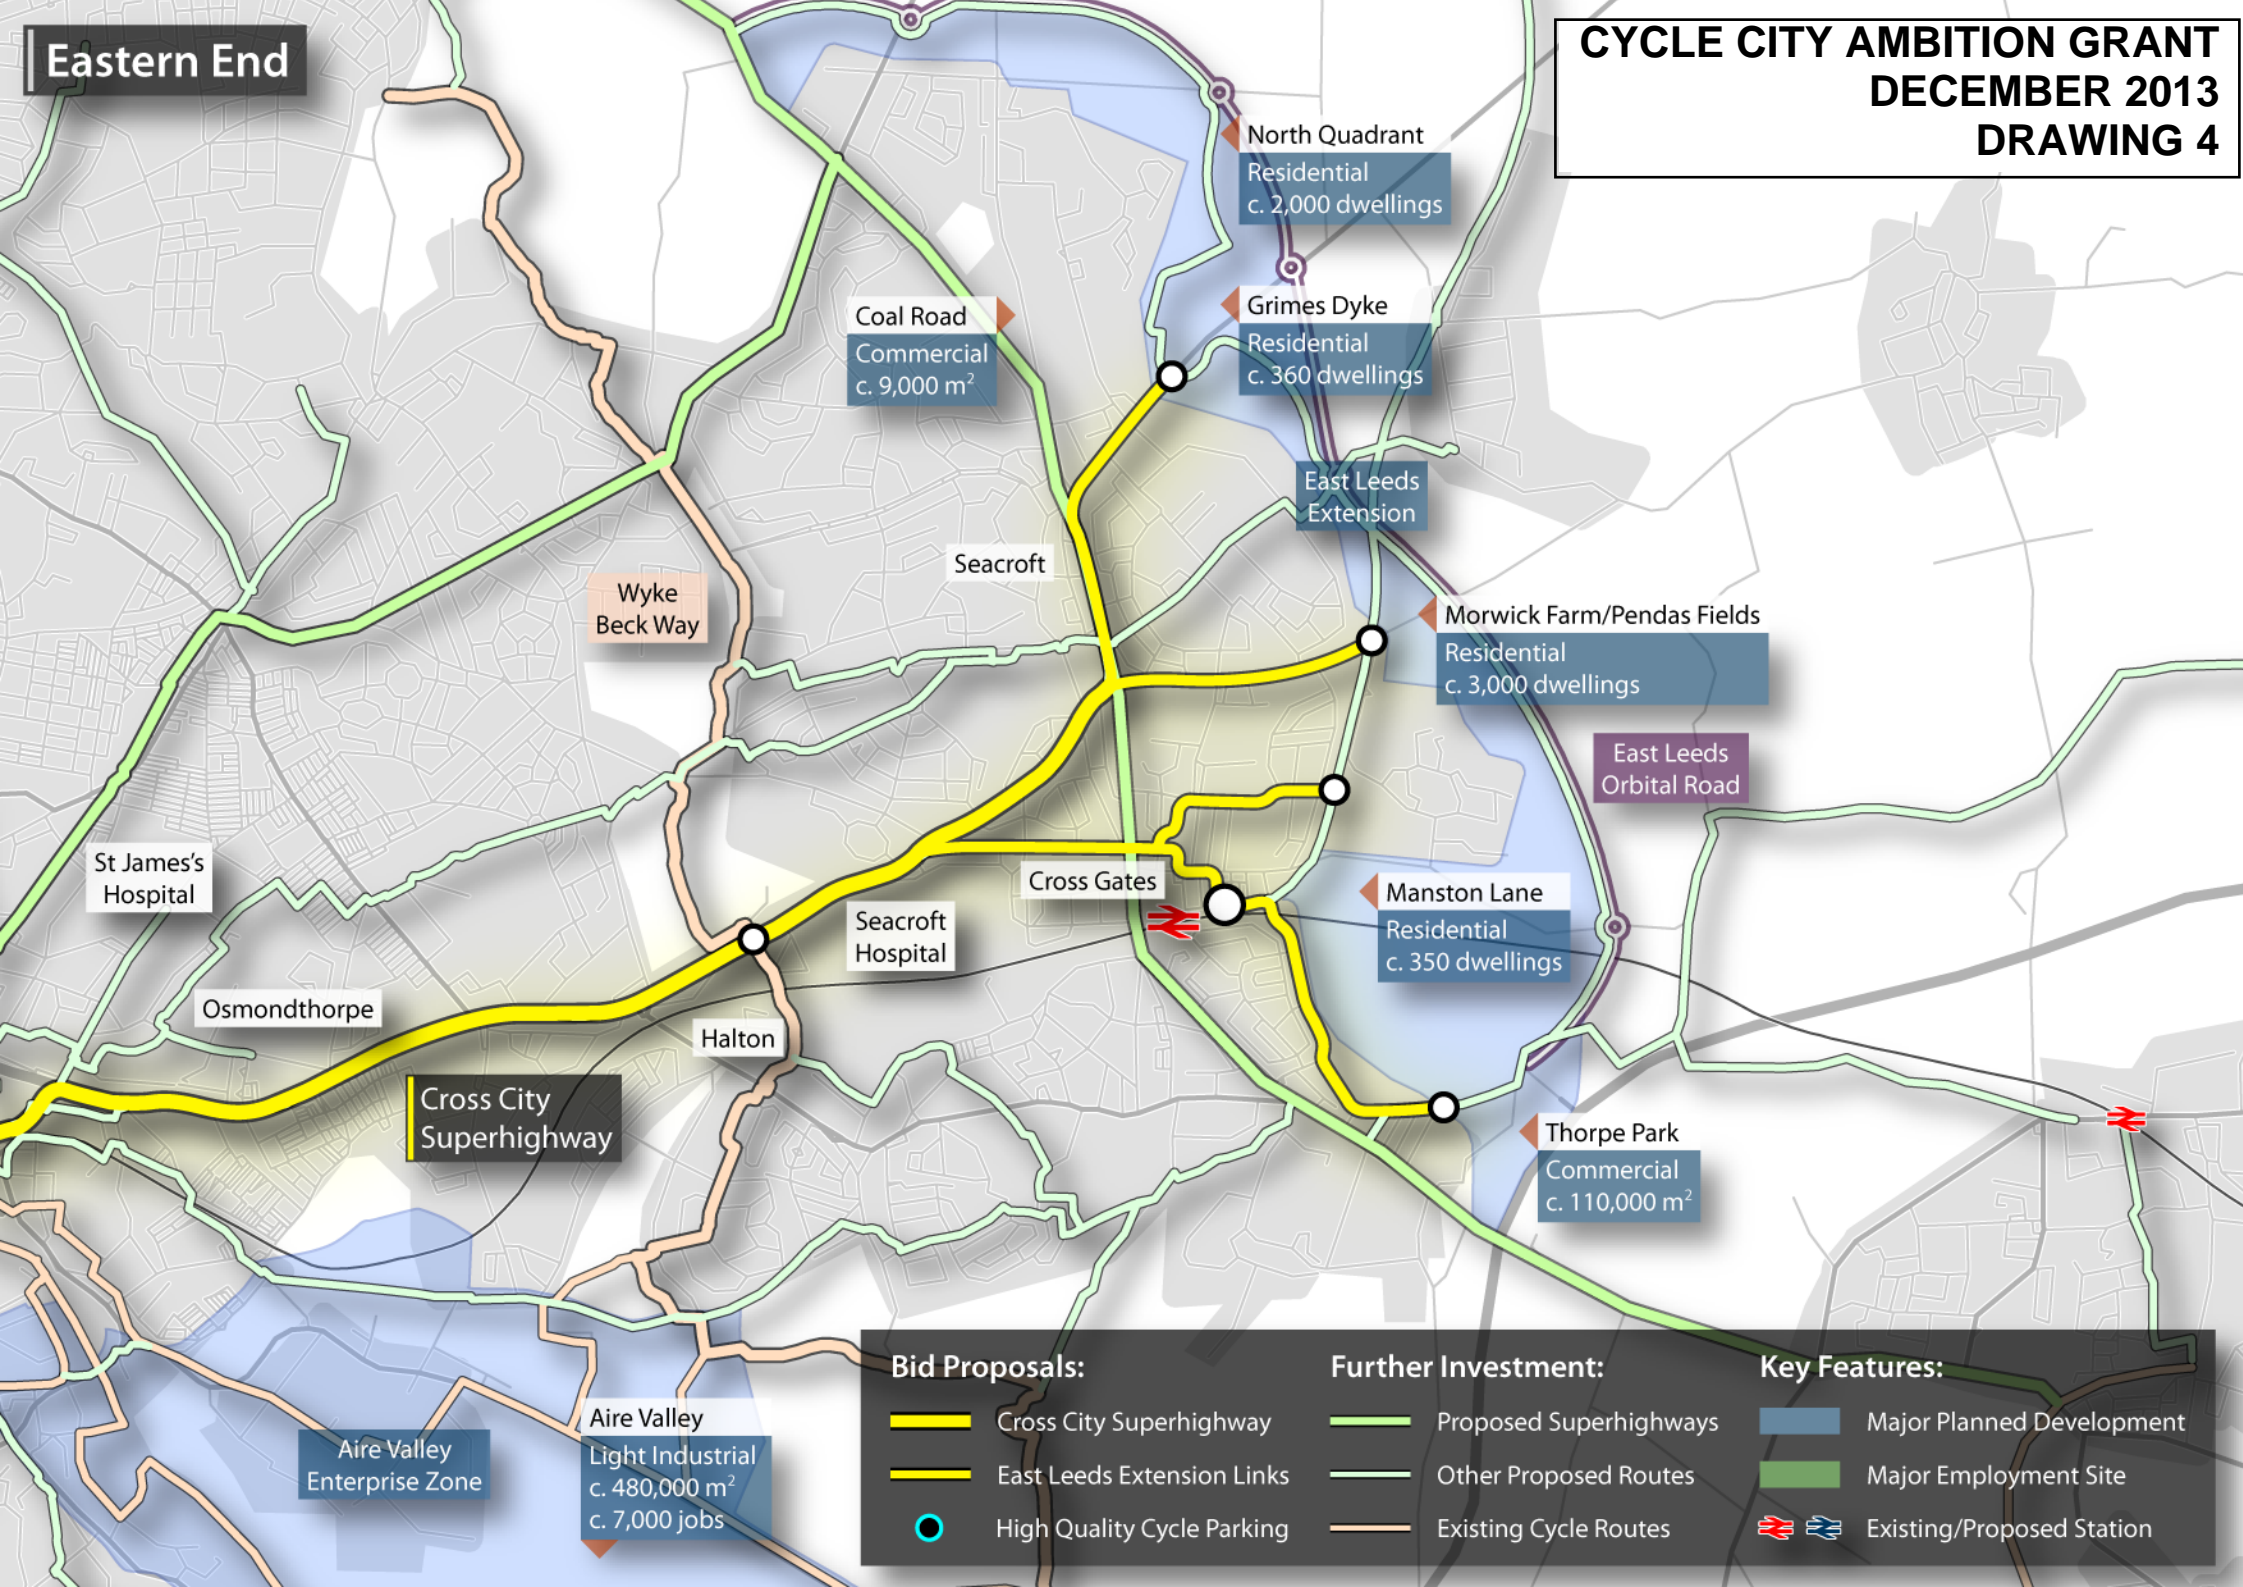 Eastern End
CYCLE CITY AMBITION GRANT
DECEMBER 2013
DRAWING 4
North Quadrant
Residential
c. 2,000 dwellings
Coal Road
Commercial
c. 9,000 m²
Grimes Dyke
Residential
c. 360 dwellings
East Leeds
Extension
Seacroft
Wyke
Beck Way
Morwick Farm/Pendas Fields
Residential
c. 3,000 dwellings
East Leeds
Orbital Road
St James's
Hospital
Cross Gates
Manston Lane
Residential
c. 350 dwellings
Seacroft
Hospital
Osmondthorpe
Halton
Cross City
Superhighway
Thorpe Park
Commercial
c. 110,000 m²
Aire Valley
Enterprise Zone
Aire Valley
Light Industrial
c. 480,000 m²
c. 7,000 jobs
Bid Proposals:
Cross City Superhighway
East Leeds Extension Links
High Quality Cycle Parking
Further Investment:
Proposed Superhighways
Other Proposed Routes
Existing Cycle Routes
Key Features:
Major Planned Development
Major Employment Site
Existing/Proposed Station